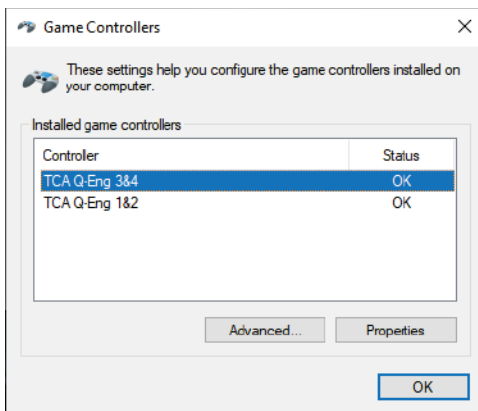 Game Controllers
These settings help you configure the game controllers installed on
your computer.
Installed game controllers
Controller Status
TCA Q-Eng 3&4 OK
TCA Q-Eng 1&2 OK
Advanced... Properties
OK